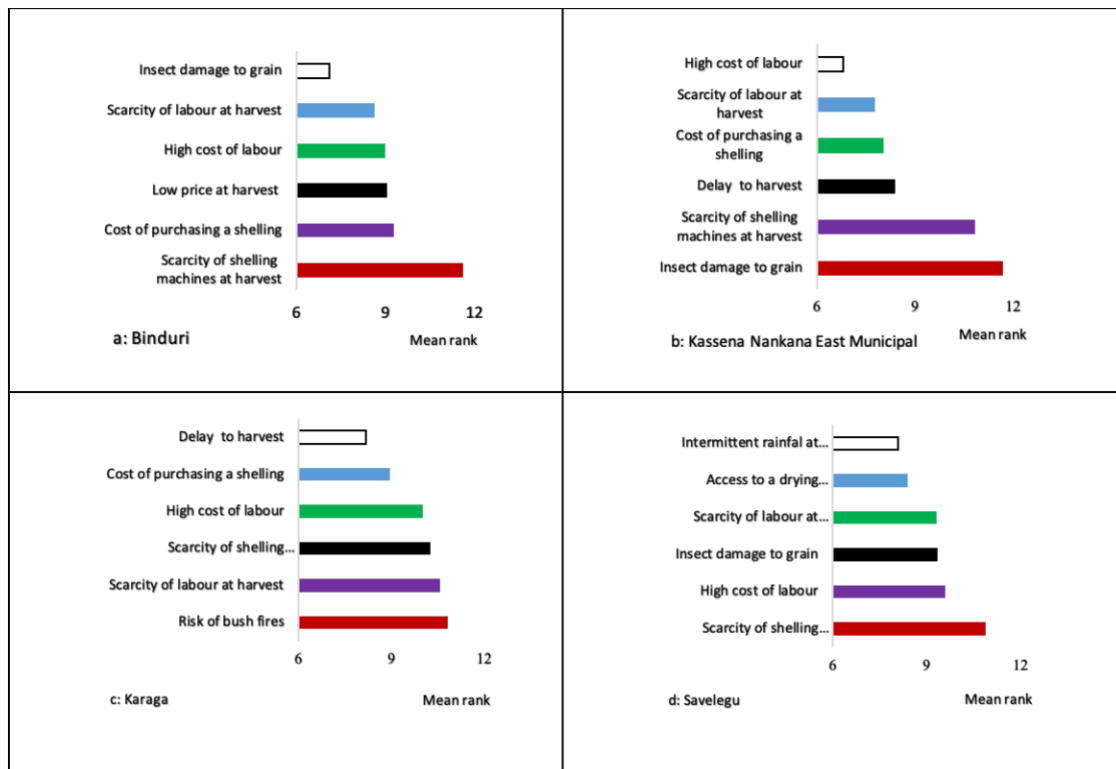 Insect damage to grain
Scarcity of labour at harvest
High cost of labour
Low price at harvest
Cost of purchasing a shelling
Scarcity of shelling
machines at harvest
6 9 12
a: Binduri
Mean rank
High cost of labour
Scarcity of labour at
harvest
Cost of purchasing a
shelling
Delay to harvest
Scarcity of shelling
machines at harvest
Insect damage to grain
6 9 12
b: Kassena Nankana East Municipal
Mean rank
Delay to harvest
Cost of purchasing a shelling
High cost of labour
Scarcity of shelling...
Scarcity of labour at harvest
Risk of bush fires
6 9 12
c: Karaga
Mean rank
Intermittent rainfal at...
Access to a drying...
Scarcity of labour at...
Insect damage to grain
High cost of labour
Scarcity of shelling...
6 9 12
d: Savelegu
Mean rank